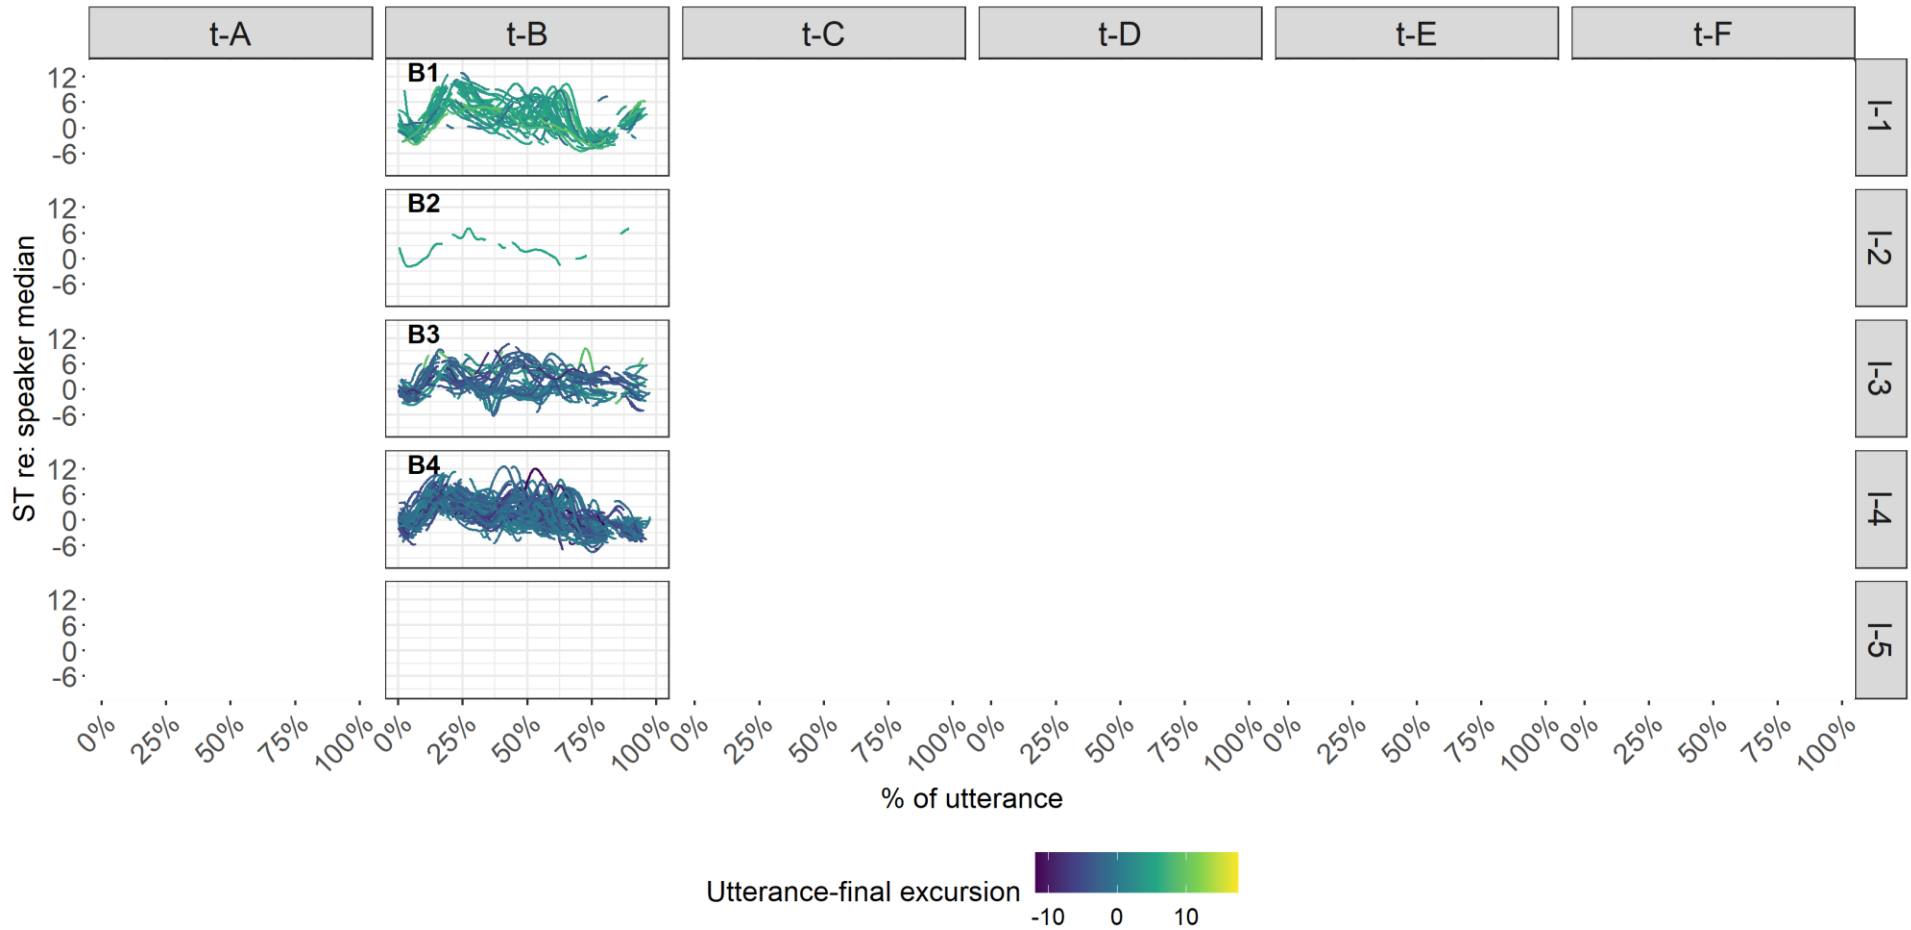 t-A t-B t-C t-D t-E t-F
ST re: speaker median
12 6 0 -6
B1
l-1
12 6 0 -6
B2
l-2
12 6 0 -6
B3
l-3
12 6 0 -6
B4
l-4
12 6 0 -6
l-5
0% 25% 50% 75% 100% 0% 25% 50% 75% 100% 0% 25% 50% 75% 100% 0% 25% 50% 75% 100% 0% 25% 50% 75% 100% 0% 25% 50% 75% 100%
% of utterance
Utterance-final excursion
-10 0 10